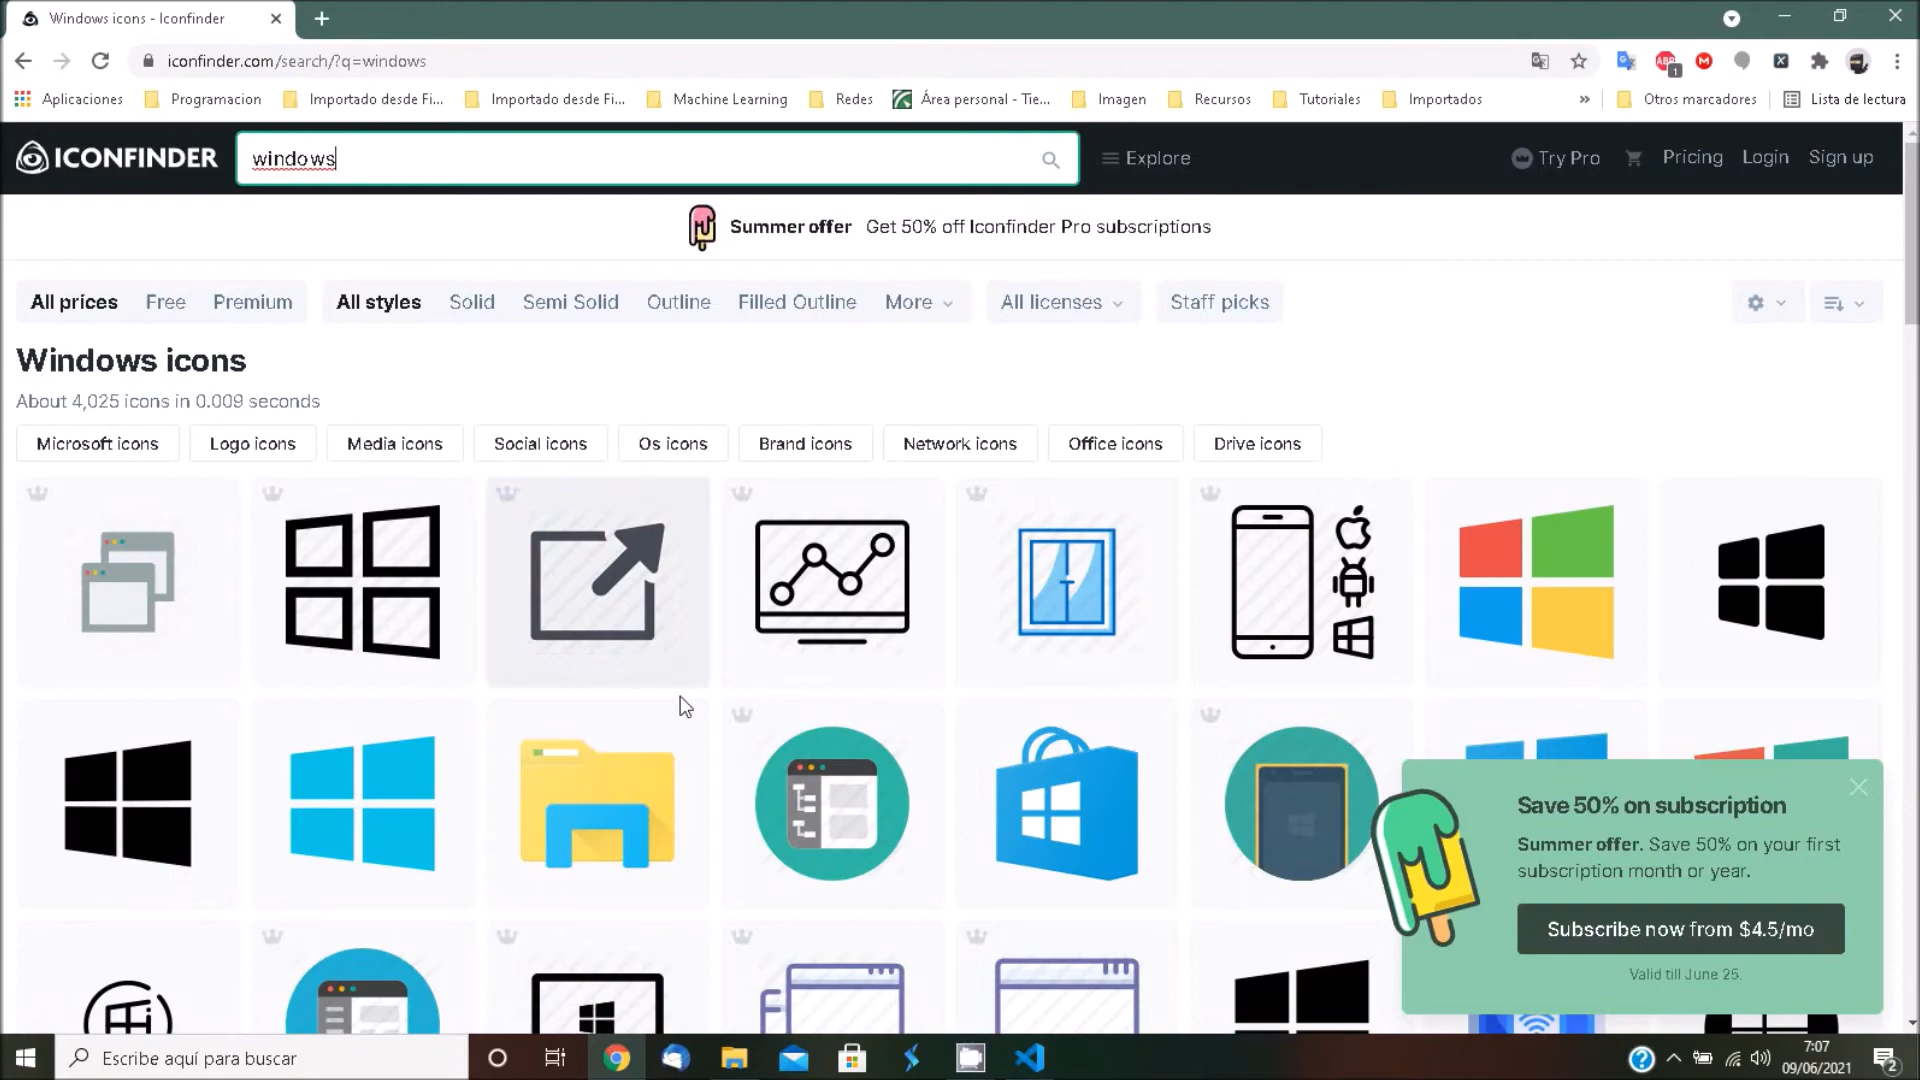 Windows icons - Iconfinder
iconfinder.com/search/?q=windows
ABP
1
M
Aplicaciones
Programacion
Importado desde Fi...
Importado desde Fi...
Machine Learning
Redes
Área personal - Tie...
Imagen
Recursos
Tutoriales
Importados
»
Otros marcadores
Lista de lectura
ICONFINDER
windows
Explore
Try Pro
Pricing
Login
Sign up
Summer offer Get 50% off Iconfinder Pro subscriptions
All prices
Free
Premium
All styles
Solid
Semi Solid
Outline
Filled Outline
More
All licenses
Staff picks
Windows icons
About 4,025 icons in 0.009 seconds
Microsoft icons
Logo icons
Media icons
Social icons
Os icons
Brand icons
Network icons
Office icons
Drive icons
Save 50% on subscription
Summer offer. Save 50% on your first
subscription month or year.
Subscribe now from $4.5/mo
Valid till June 25.
Escribe aquí para buscar
7:07
09/06/2021
2